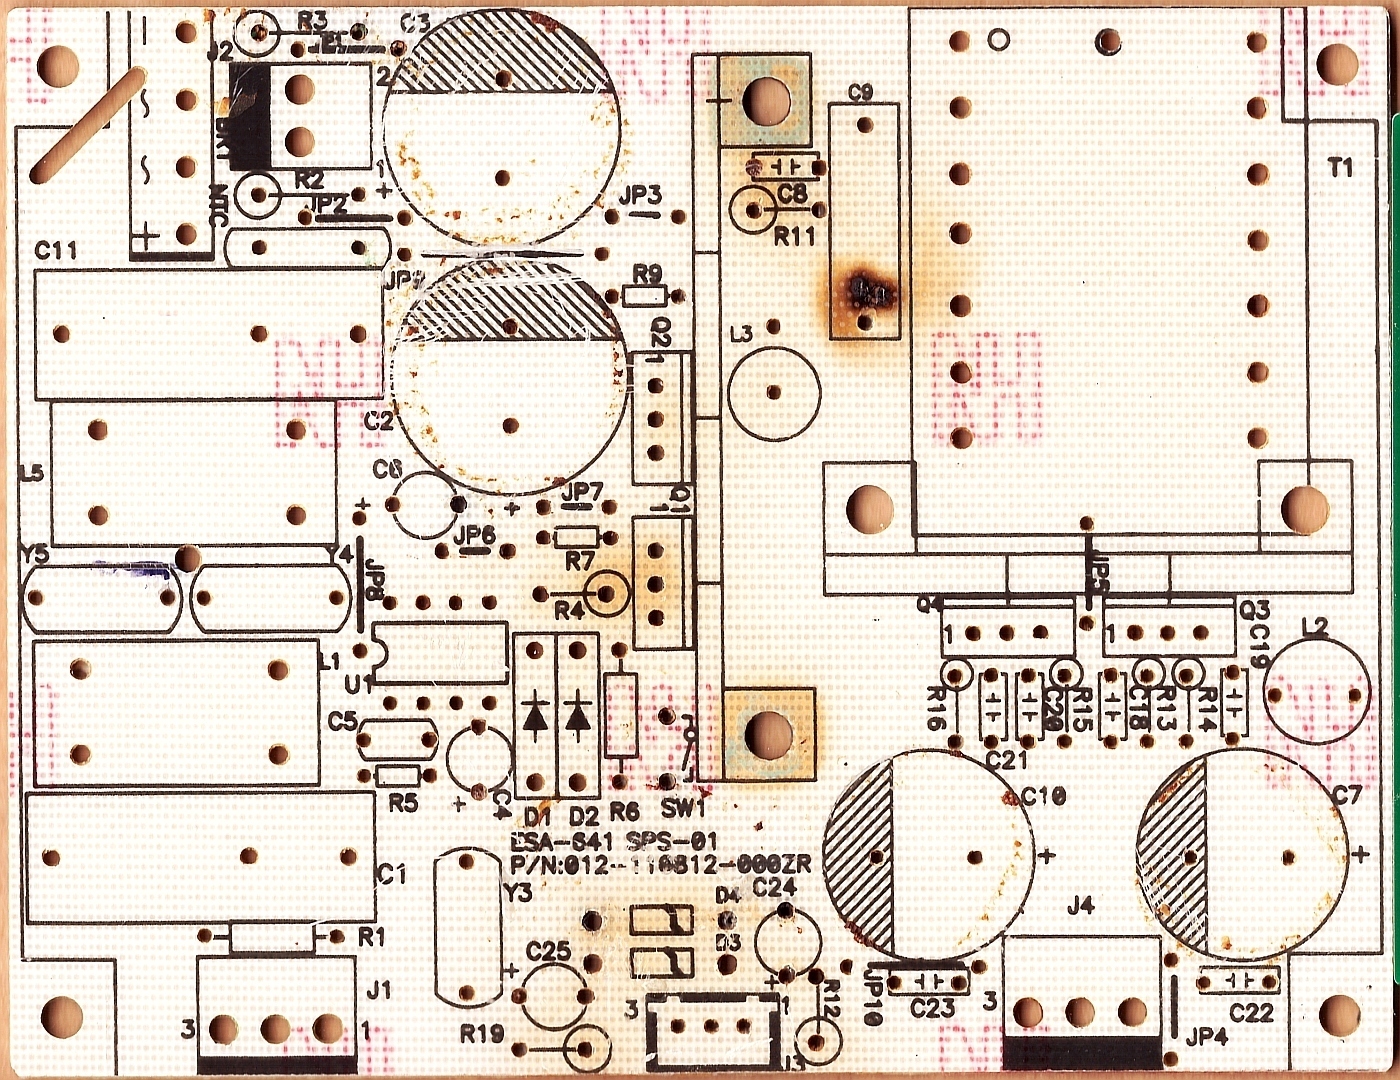 R3
C3
J2
JP1
2
C9
T1
BR1
R2
NTC
JP2
JP3
C8
R11
C11
R9
Q2
1
L3
C2
C6
L5
JP7
Q1
1
JP6
R7
Y5
Y4
JP8
R4
JP5
Q4
Q3
1
1
C19
L2
L1
U1
R16
C20
R15
C18
R13
R14
C5
C21
R5
C4
D1
D2
R6
SW1
C10
C7
ESA-641 SPS-01
P/N:012-110812-000ZR
C1
Y3
D4
C24
J4
R1
D3
C25
J1
3
1
R19
3
1
J3
R12
JP10
C23
3
C22
JP4